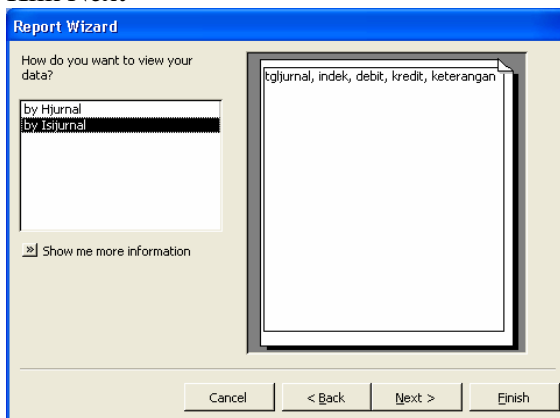 Report Wizard
How do you want to view your
data?
by Hjurnal
by Isijurnal
Show me more information
tgljurnal, indek, debit, kredit, keterangan
Cancel
< Back
Next >
Finish